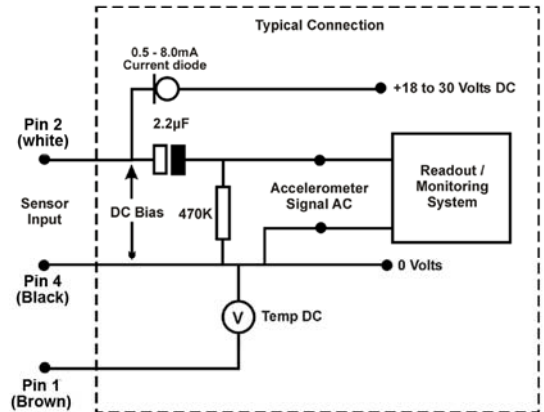 Typical Connection
0.5 - 8.0mA
Current diode
+18 to 30 Volts DC
2.2µF
Pin 2
(white)
Readout /
Monitoring
System
Accelerometer
Signal AC
Sensor
Input
DC Bias
470K
0 Volts
Pin 4
(Black)
V
Temp DC
Pin 1
(Brown)